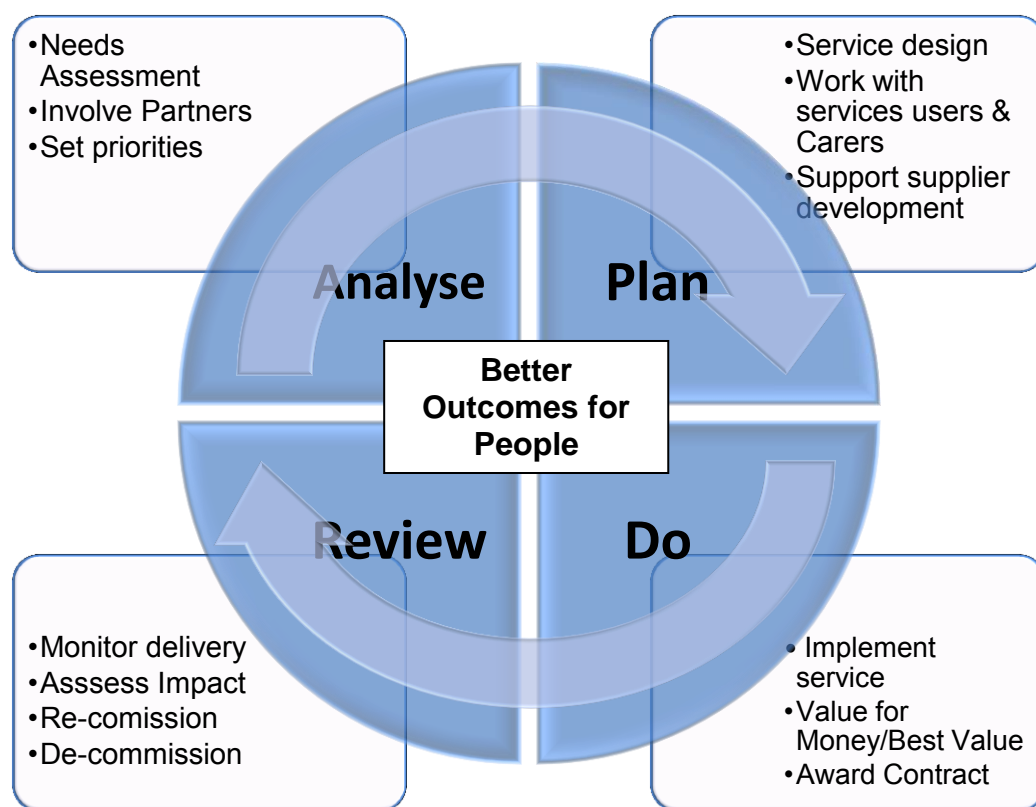 •Needs
Assessment
•Involve Partners
•Set priorities
•Service design
•Work with
services users &
Carers
•Support supplier
development
Analyse
Plan
Better
Outcomes for
People
Review
Do
•Monitor delivery
•Asssess Impact
•Re-comission
•De-commission
• Implement
service
•Value for
Money/Best Value
•Award Contract